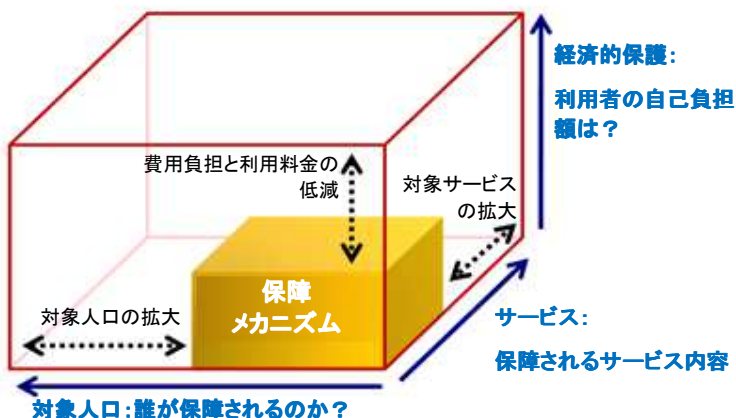 経済的保護：
利用者の自己負担
額は？
費用負担と利用料金の
低減
対象サービス
の拡大
保障
メカニズム
対象人口の拡大
サービス：
保障されるサービス内容
対象人口：誰が保障されるのか？